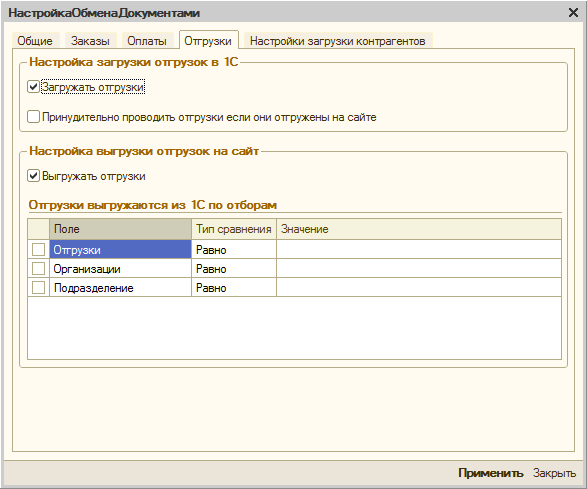 НастройкаОбменаДокументами
Общие Заказы Оплаты Отгрузки Настройки загрузки контрагентов
Настройка загрузки отгрузок в 1С
Загружать отгрузки
Принудительно проводить отгрузки если они отгружены на сайте
Настройка выгрузки отгрузок на сайт
Выгружать отгрузки
Отгрузки выгружаются из 1С по отборам
Поле Тип сравнения Значение
Отгрузки Равно
Организации Равно
Подразделение Равно
Применить Закрыть